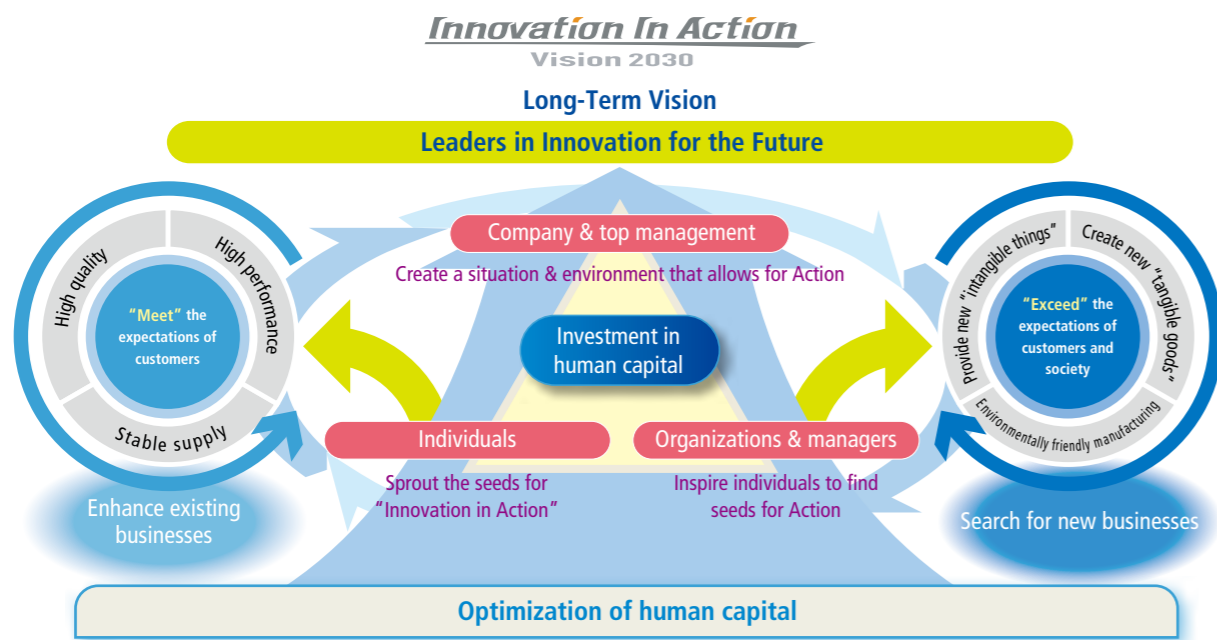 Innovation In Action
Vision 2030
Long-Term Vision
Leaders in Innovation for the Future
High quality
High performance
Stable supply
“Meet” the
expectations of
customers
Enhance existing
businesses
Company & top management
Create a situation & environment that allows for Action
Investment in
human capital
Individuals
Sprout the seeds for
“Innovation in Action”
Organizations & managers
Inspire individuals to find
seeds for Action
Provide new “intangible things”
Create new “tangible goods”
Environmentally friendly manufacturing
“Exceed” the
expectations of
customers and
society
Search for new businesses
Optimization of human capital